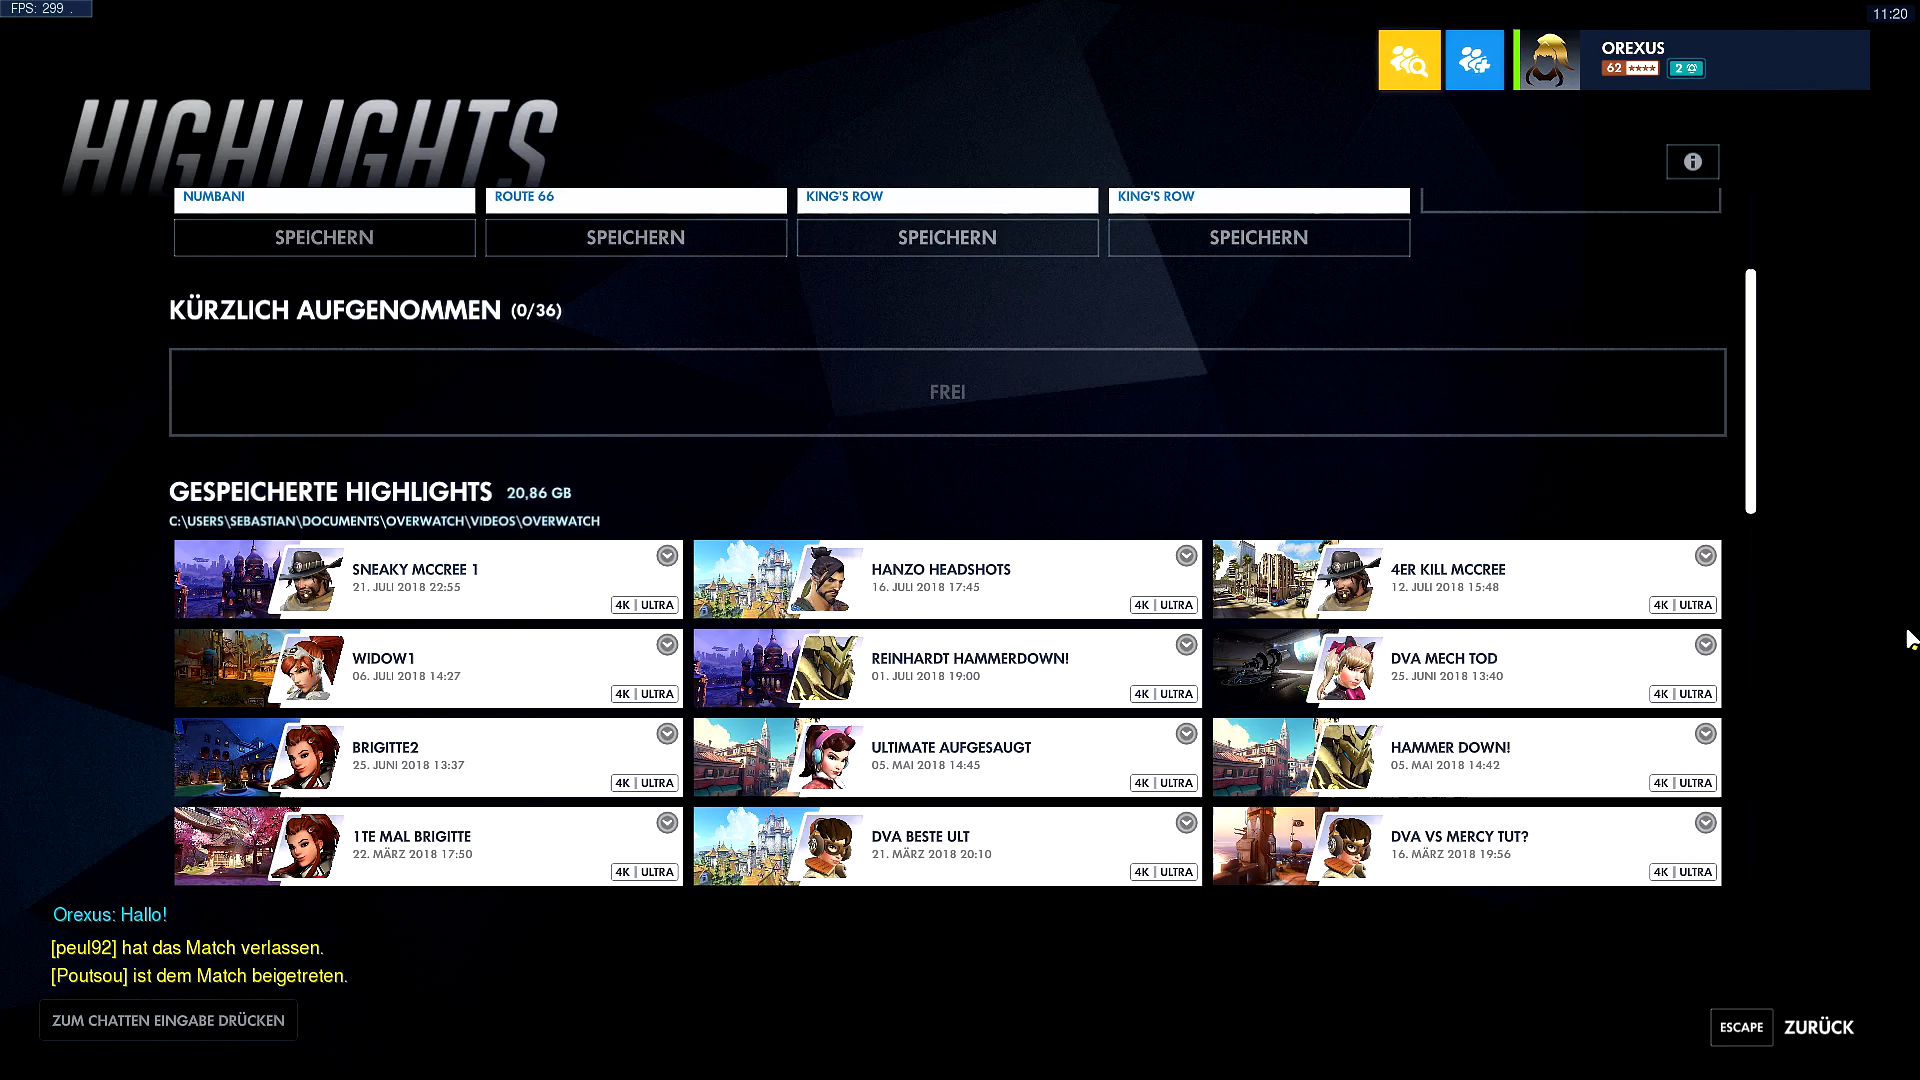 FPS: 299 .
11:20
OREXUS
62 ★★★★ 2
HIGHLIGHTS
NUMBANI ROUTE 66 KING'S ROW KING'S ROW
SPEICHERN SPEICHERN SPEICHERN SPEICHERN
KÜRZLICH AUFGENOMMEN (0/36)
FREI
GESPEICHERTE HIGHLIGHTS 20,86 GB
C:\USERS\SEBASTIAN\DOCUMENTS\OVERWATCH\VIDEOS\OVERWATCH
SNEAKY MCCREE 1
21. JULI 2018 22:55
4K | ULTRA
HANZO HEADSHOTS
16. JULI 2018 17:45
4K | ULTRA
4ER KILL MCCREE
12. JULI 2018 15:48
4K | ULTRA
WIDOW1
06. JULI 2018 14:27
4K | ULTRA
REINHARDT HAMMERDOWN!
01. JULI 2018 19:00
4K | ULTRA
DVA MECH TOD
25. JUNI 2018 13:40
4K | ULTRA
BRIGITTE2
25. JUNI 2018 13:37
4K | ULTRA
ULTIMATE AUFGESAUGT
05. MAI 2018 14:45
4K | ULTRA
HAMMER DOWN!
05. MAI 2018 14:42
4K | ULTRA
1TE MAL BRIGITTE
22. MÄRZ 2018 17:50
4K | ULTRA
DVA BESTE ULT
21. MÄRZ 2018 20:10
4K | ULTRA
DVA VS MERCY TUT?
16. MÄRZ 2018 19:56
4K | ULTRA
Orexus: Hallo!
[peul92] hat das Match verlassen.
[Poutsou] ist dem Match beigetreten.
ZUM CHATTEN EINGABE DRÜCKEN
ESCAPE ZURÜCK